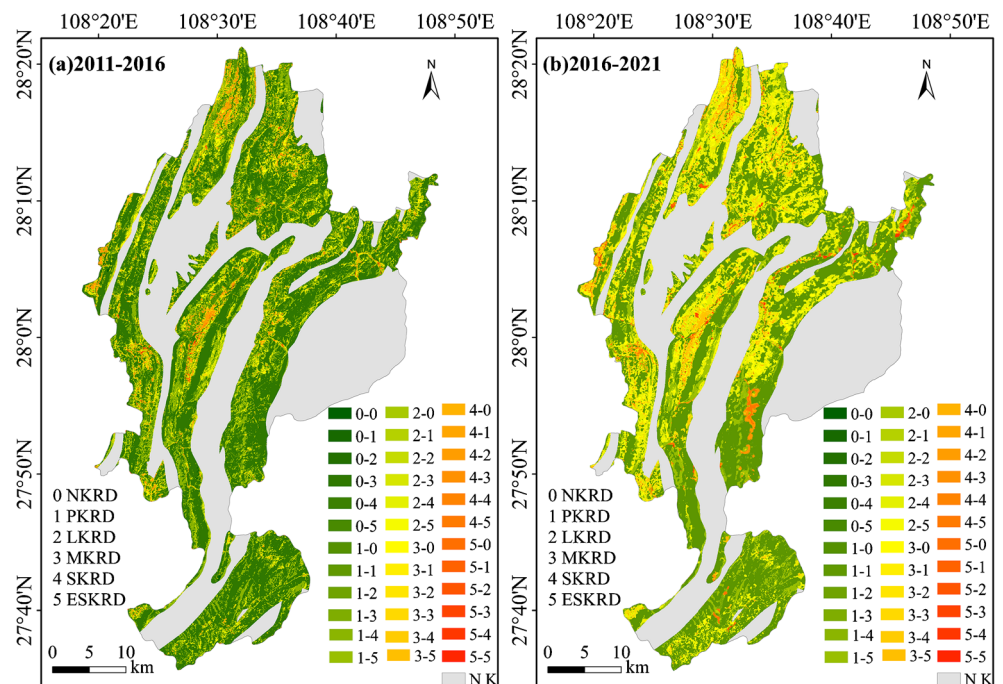 108°20'E 108°30'E 108°40'E 108°50'E
108°20'E 108°30'E 108°40'E 108°50'E
(a)2011-2016
N
(b)2016-2021
N
28°20'N
28°10'N
28°0'N
27°50'N
27°40'N
28°20'N
28°10'N
28°0'N
27°50'N
27°40'N
0 NKRD
1 PKRD
2 LKRD
3 MKRD
4 SKRD
5 ESKRD
0-0 2-0 4-0
0-1 2-1 4-1
0-2 2-2 4-2
0-3 2-3 4-3
0-4 2-4 4-4
0-5 2-5 4-5
1-0 3-0 5-0
1-1 3-1 5-1
1-2 3-2 5-2
1-3 3-3 5-3
1-4 3-4 5-4
1-5 3-5 5-5
N K
0 5 10
km
0 NKRD
1 PKRD
2 LKRD
3 MKRD
4 SKRD
5 ESKRD
0-0 2-0 4-0
0-1 2-1 4-1
0-2 2-2 4-2
0-3 2-3 4-3
0-4 2-4 4-4
0-5 2-5 4-5
1-0 3-0 5-0
1-1 3-1 5-1
1-2 3-2 5-2
1-3 3-3 5-3
1-4 3-4 5-4
1-5 3-5 5-5
N K
0 5 10
km